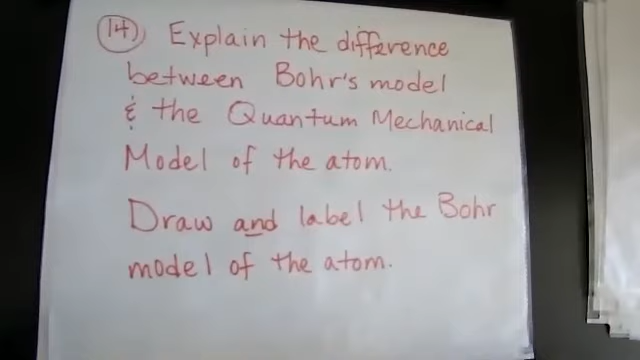 14) Explain the difference
between Bohr's model
& the Quantum Mechanical
Model of the atom.
Draw and label the Bohr
model of the atom.